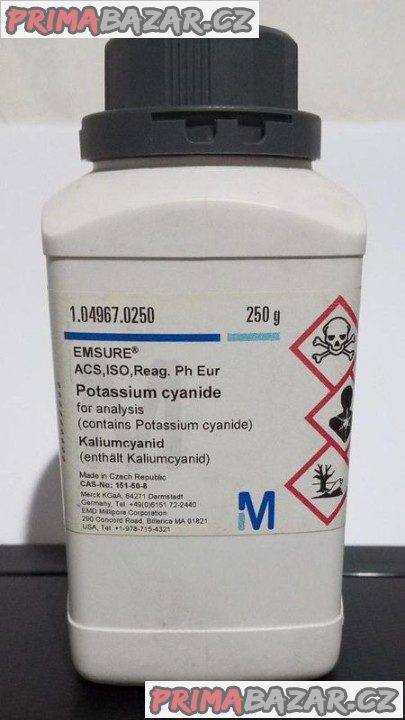 PRIMABAZAR.CZ
1.04967.0250 250 g
EMSURE®
ACS,ISO,Reag. Ph Eur
Potassium cyanide
for analysis
(contains Potassium cyanide)
Kaliumcyanid
(enthält Kaliumcyanid)
Made in Czech Republic
CAS-No: 151-50-8
Merck KGaA, 64271 Darmstadt
Germany, Tel. +49(0)6151 72-2440
EMD Millipore Corporation
290 Concord Road, Billerica MA 01821
USA, Tel +1-978-715-4321
M
PRIMABAZAR.CZ